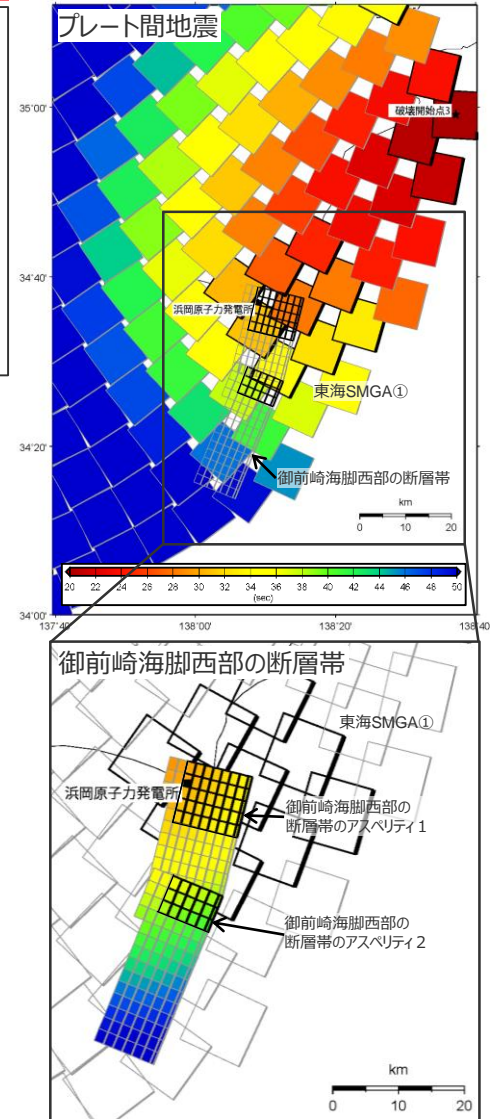 プレート間地震
35°00'
破壊開始点3
34°40'
浜岡原子力発電所
東海SMGA①
34°20'
御前崎海脚西部の断層帯
km
0 10 20
20 22 24 26 28 30 32 34 36 38 40 42 44 46 48 50
(sec)
34°00'
137°40' 138°00' 138°20' 138°40'
御前崎海脚西部の断層帯
東海SMGA①
浜岡原子力発電所
御前崎海脚西部の
断層帯のアスペリティ1
御前崎海脚西部の
断層帯のアスペリティ2
km
0 10 20